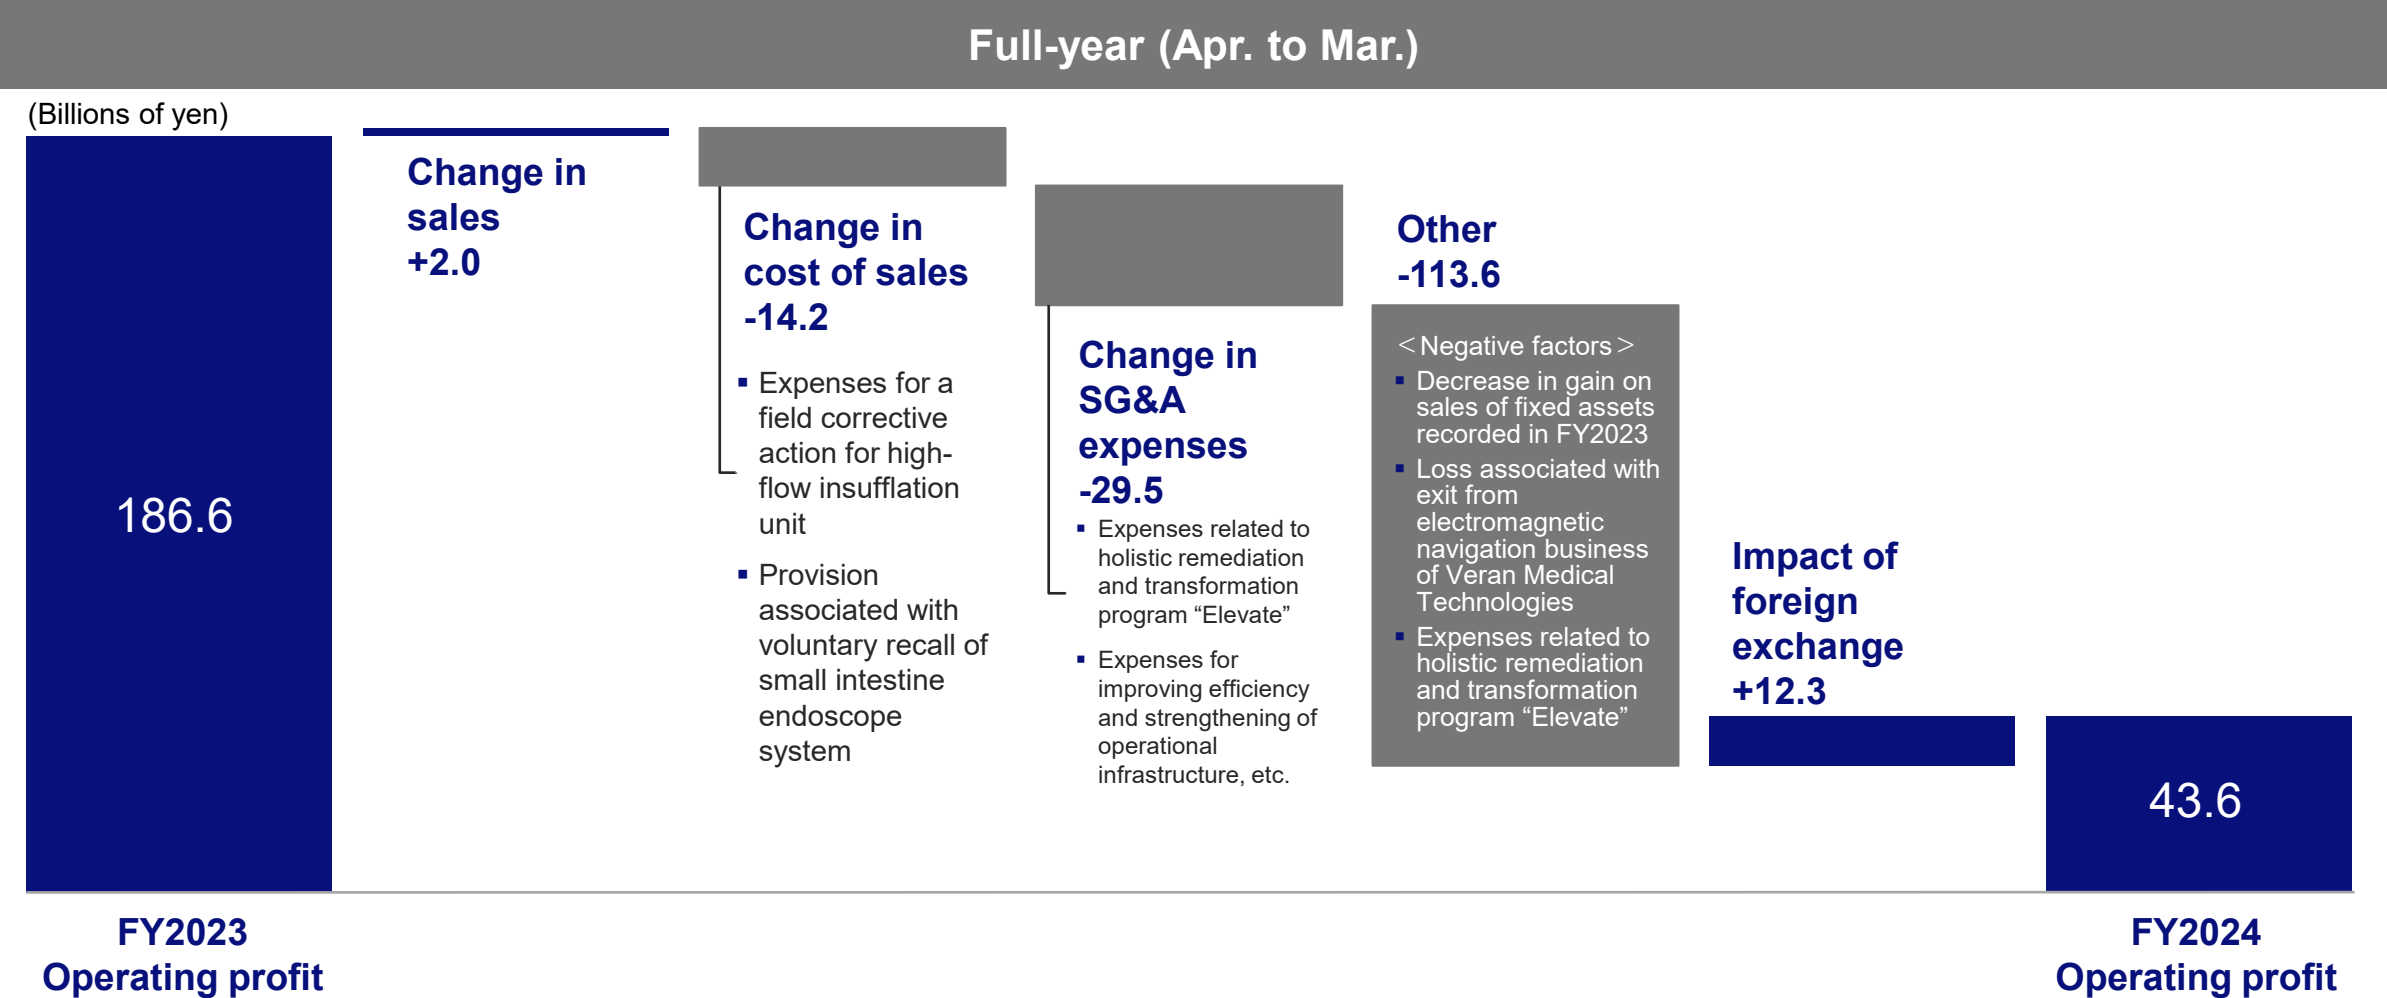 Full-year (Apr. to Mar.)
(Billions of yen)
186.6
FY2023
Operating profit
Change in
sales
+2.0
Change in
cost of sales
-14.2
▪ Expenses for a
field corrective
action for high-
flow insufflation
unit
▪ Provision
associated with
voluntary recall of
small intestine
endoscope
system
Change in
SG&A
expenses
-29.5
▪ Expenses related to
holistic remediation
and transformation
program “Elevate”
▪ Expenses for
improving efficiency
and strengthening of
operational
infrastructure, etc.
Other
-113.6
＜Negative factors＞
▪ Decrease in gain on
sales of fixed assets
recorded in FY2023
▪ Loss associated with
exit from
electromagnetic
navigation business
of Veran Medical
Technologies
▪ Expenses related to
holistic remediation
and transformation
program “Elevate”
Impact of
foreign
exchange
+12.3
43.6
FY2024
Operating profit